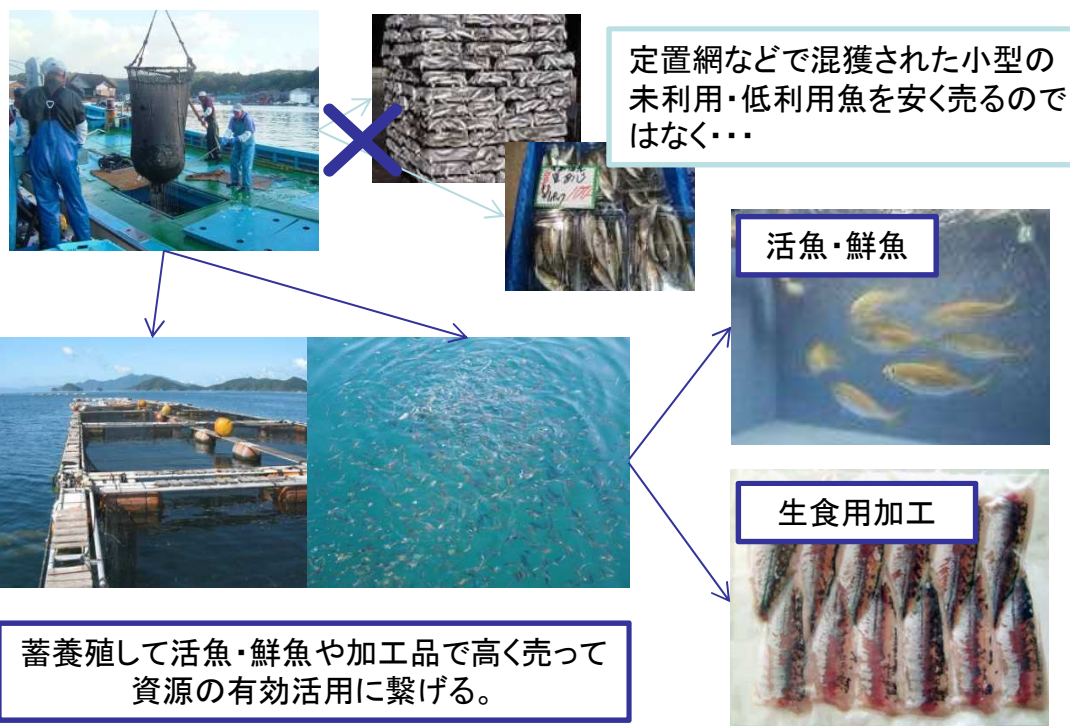 定置網などで混獲された小型の
未利用・低利用魚を安く売るので
はなく・・・
活魚・鮮魚
生食用加工
蓄養殖して活魚・鮮魚や加工品で高く売って
資源の有効活用に繋げる。